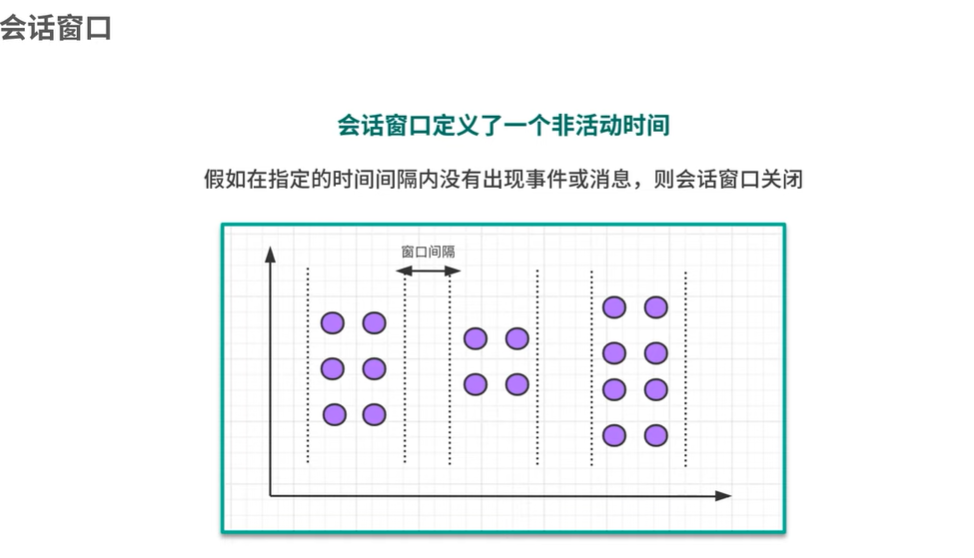 会话窗口
会话窗口定义了一个非活动时间
假如在指定的时间间隔内没有出现事件或消息，则会话窗口关闭
窗口间隔